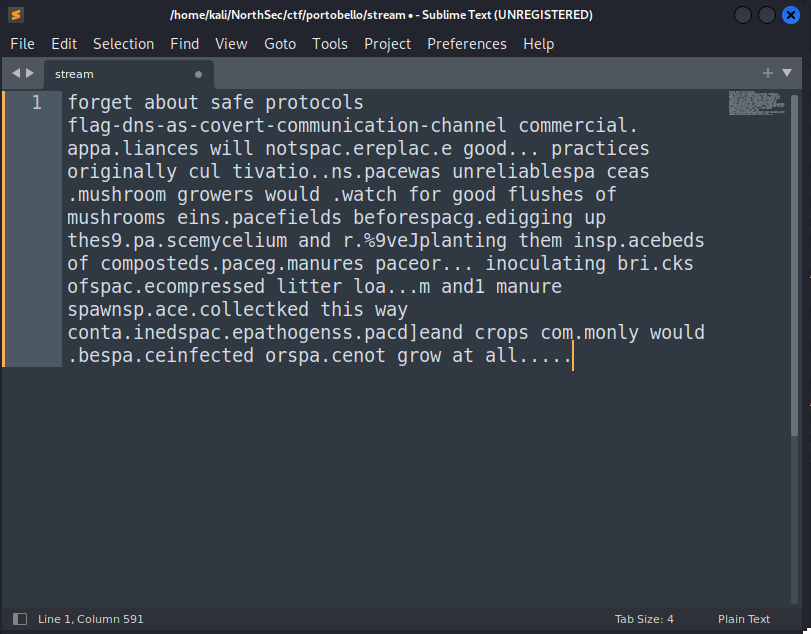 /home/kali/NorthSec/ctf/portobello/stream • - Sublime Text (UNREGISTERED)
File Edit Selection Find View Goto Tools Project Preferences Help
stream
1 forget about safe protocols
flag-dns-as-covert-communication-channel commercial.
appa.liances will notspac.ereplac.e good... practices
originally cul tivatio..ns.pacewas unreliablespa ceas
.mushroom growers would .watch for good flushes of
mushrooms eins.pacefields beforespacg.edigging up
thes9.pa.scemycelium and r.%9veJplanting them insp.acebeds
of composteds.paceg.manures paceor... inoculating bri.cks
ofspac.ecompressed litter loa...m and1 manure
spawnsp.ace.collectked this way
conta.inedspac.epathogenss.pacd]eand crops com.monly would
.bespa.ceinfected orspa.cenot grow at all.....
Line 1, Column 591
Tab Size: 4
Plain Text